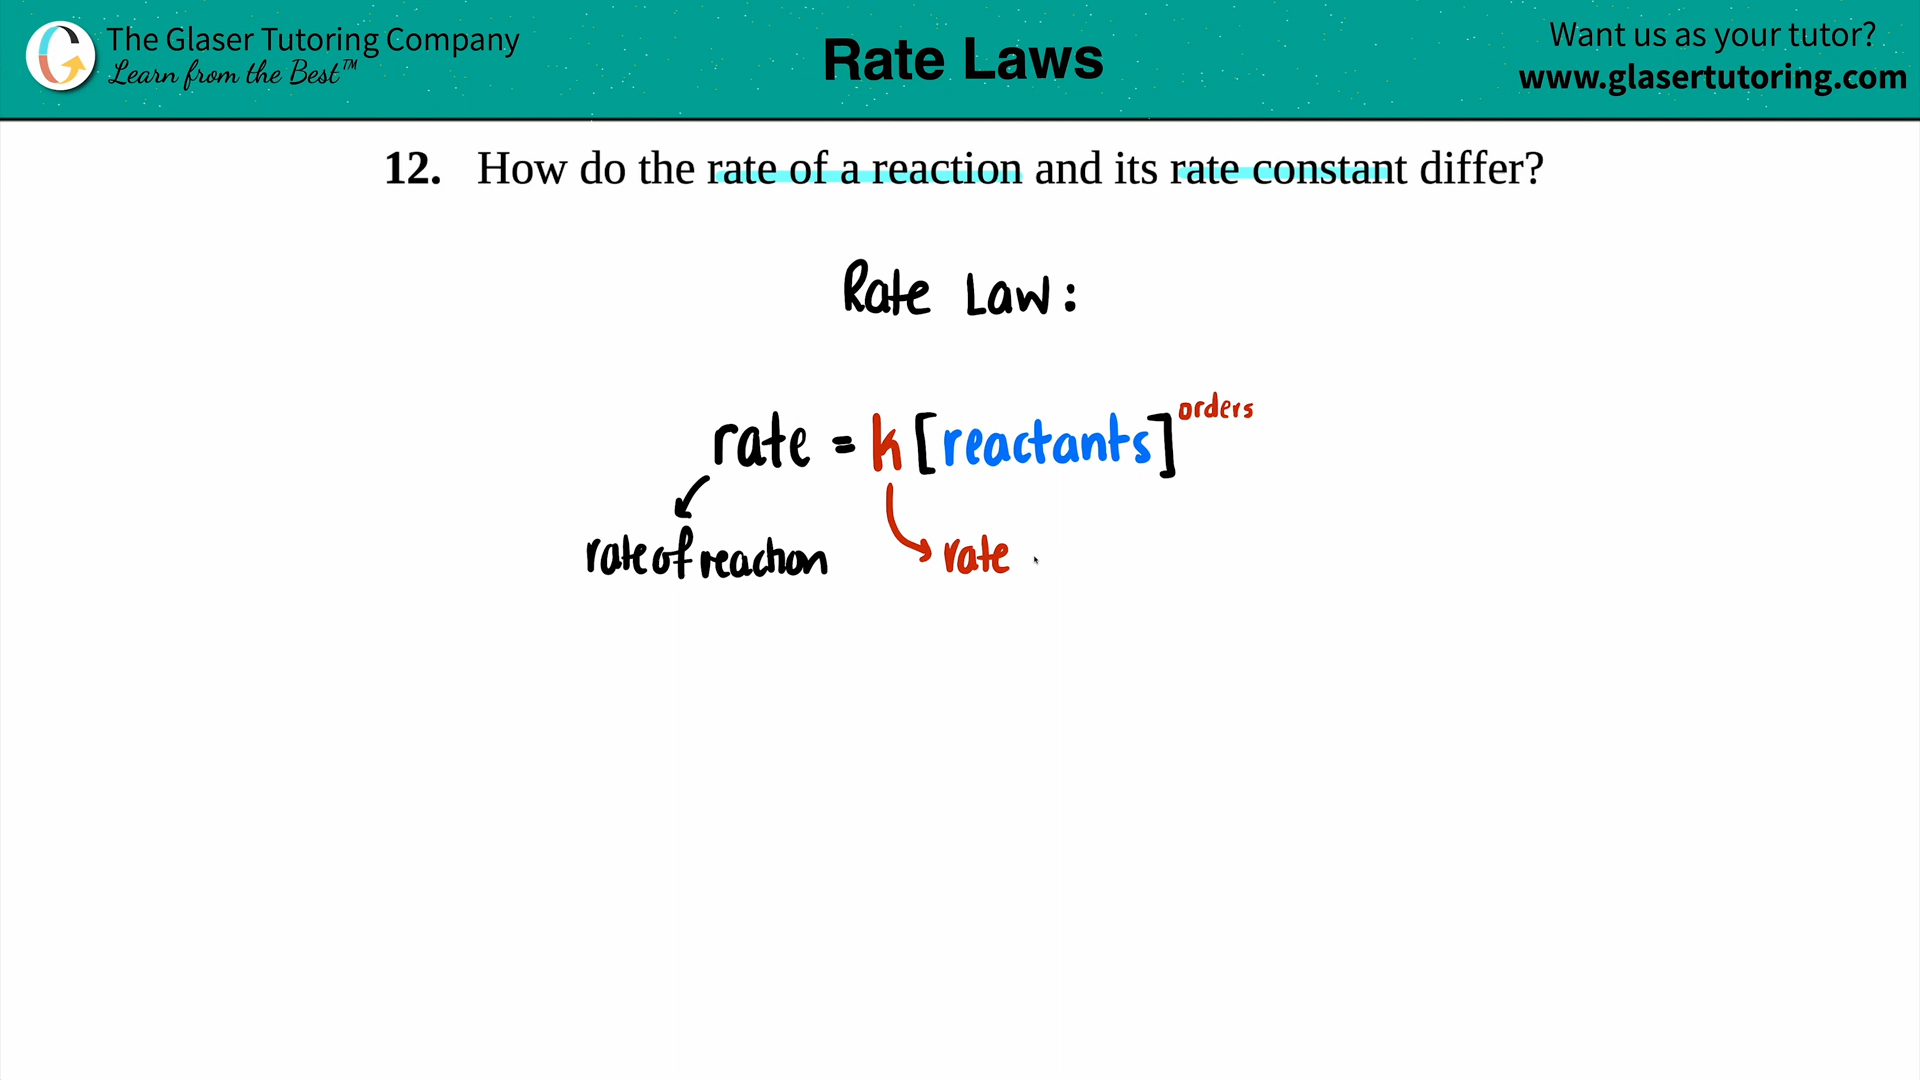 The Glaser Tutoring Company
Learn from the Best™
Rate Laws
Want us as your tutor?
www.glasertutoring.com
12. How do the rate of a reaction and its rate constant differ?
Rate Law:
rate = k[reactants]^orders
rate of reaction
rate